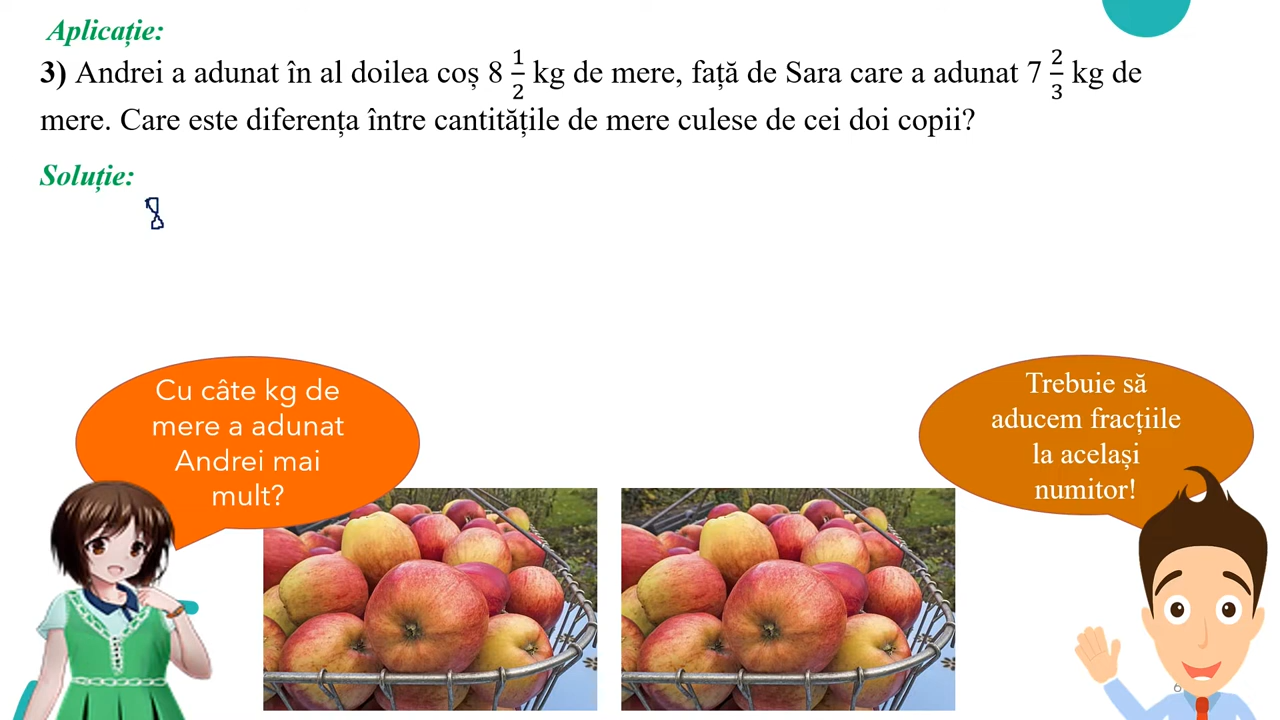 Aplicație:
3) Andrei a adunat în al doilea coș 8 1/2 kg de mere, față de Sara care a adunat 7 2/3 kg de
mere. Care este diferența între cantitățile de mere culese de cei doi copii?
Soluție:
8
Cu câte kg de
mere a adunat
Andrei mai
mult?
Trebuie să
aducem fracțiile
la același
numitor!
6